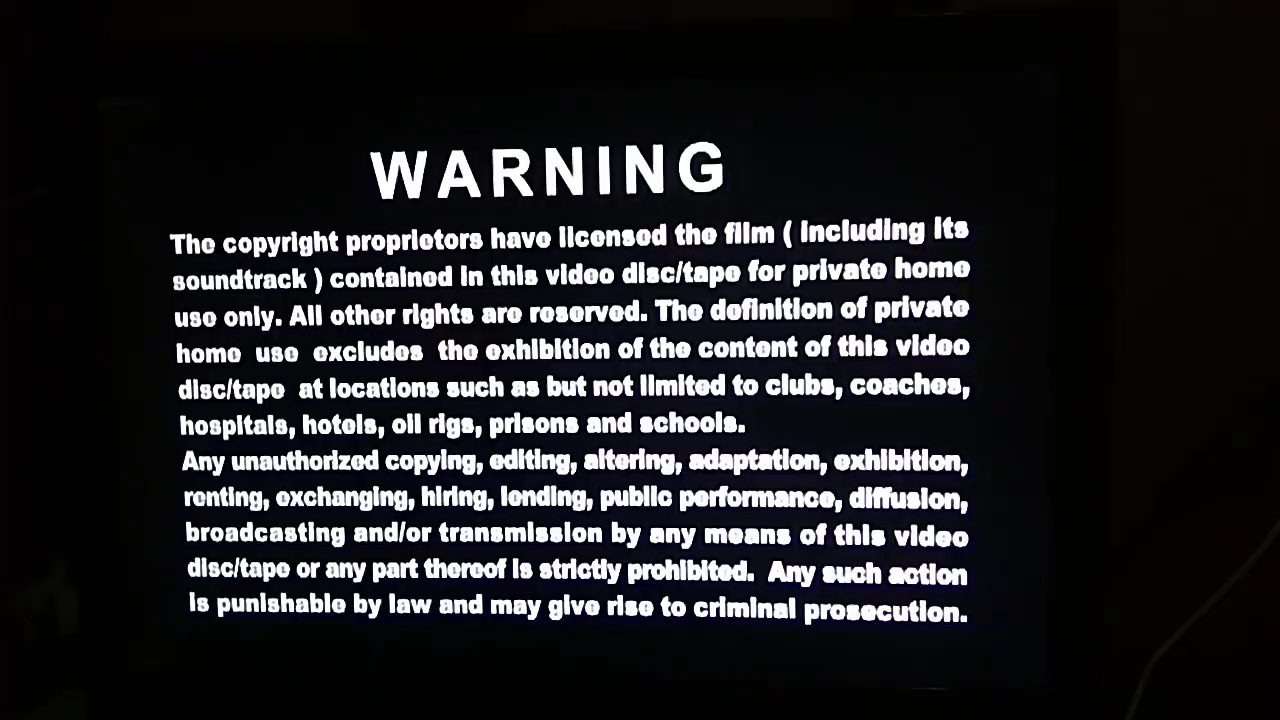 WARNING
The copyright proprietors have licensed the film ( including its
soundtrack ) contained in this video disc/tape for private home
use only. All other rights are reserved. The definition of private
home use excludes the exhibition of the content of this video
disc/tape at locations such as but not limited to clubs, coaches,
hospitals, hotels, oil rigs, prisons and schools.
Any unauthorized copying, editing, altering, adaptation, exhibition,
renting, exchanging, hiring, lending, public performance, diffusion,
broadcasting and/or transmission by any means of this video
disc/tape or any part thereof is strictly prohibited. Any such action
is punishable by law and may give rise to criminal prosecution.